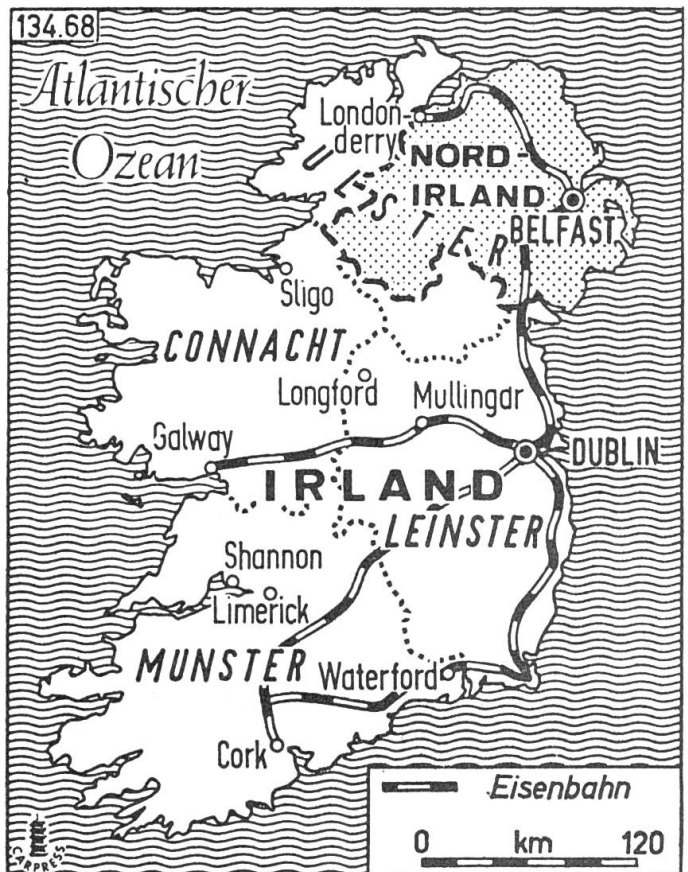 134.68
Atlantischer
Ozean
London-
derry
NORD-
IRLAND
ULSTER
BELFAST
Sligo
CONNACHT
Longford
Mullingar
Galway
DUBLIN
IRLAND
LEINSTER
Shannon
Limerick
MUNSTER
Waterford
Cork
Eisenbahn
0 km 120
CARPRESS